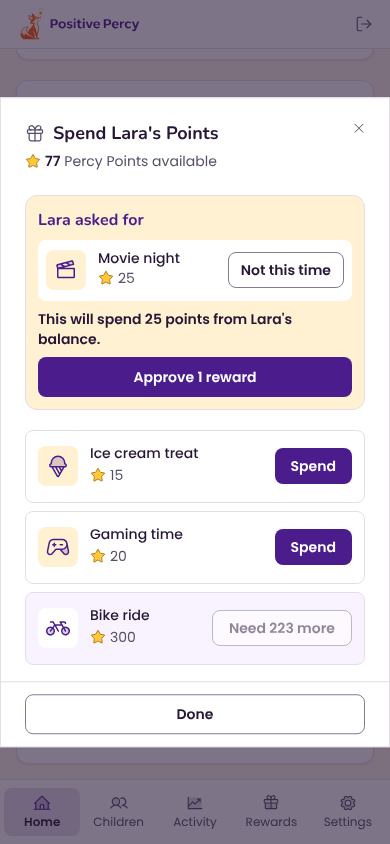 Positive Percy
Spend Lara's Points
77 Percy Points available
Lara asked for
Movie night
25
Not this time
This will spend 25 points from Lara's
balance.
Approve 1 reward
Ice cream treat
15
Spend
Gaming time
20
Spend
Bike ride
300
Need 223 more
Done
Home
Children
Activity
Rewards
Settings